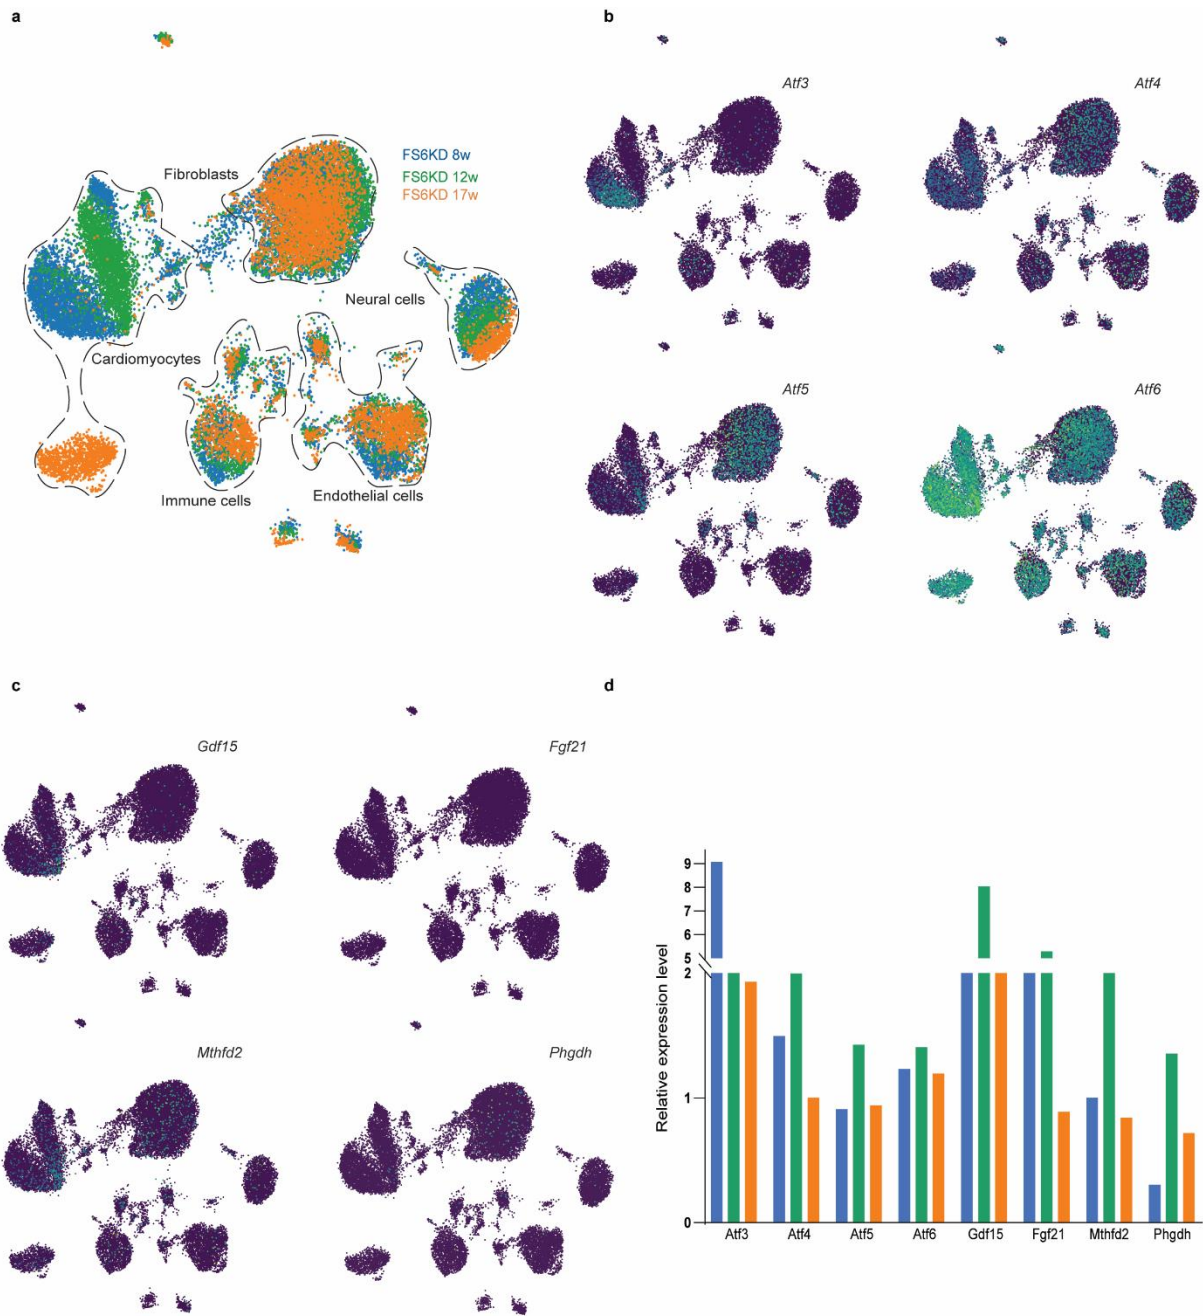 a
Fibroblasts
FS6KD 8w
FS6KD 12w
FS6KD 17w
Neural cells
Cardiomyocytes
Immune cells
Endothelial cells
b
Atf3
Atf4
Atf5
Atf6
c
Gdf15
Fgf21
Mthfd2
Phgdh
d
Relative expression level
9
8
7
6
5
2
1
0
Atf3 Atf4 Atf5 Atf6 Gdf15 Fgf21 Mthfd2 Phgdh